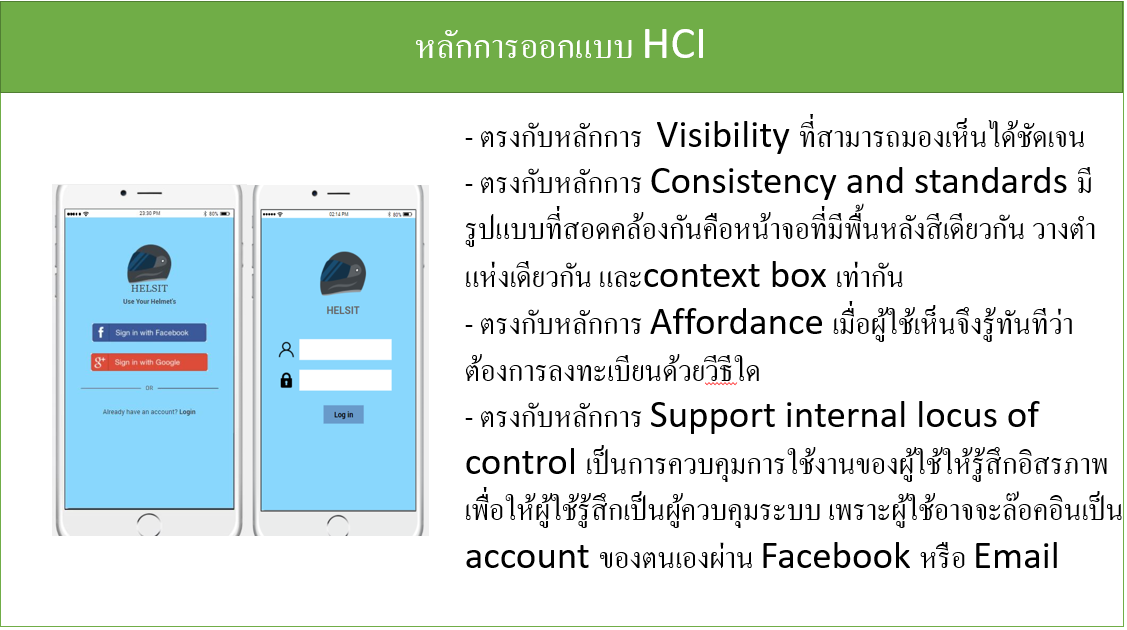 หลักการออกแบบ HCI
- ตรงกับหลักการ Visibility ที่สามารถมองเห็นได้ชัดเจน
- ตรงกับหลักการ Consistency and standards มี
รูปแบบที่สอดคล้องกันคือหน้าจอที่มีพื้นหลังสีเดียวกัน วางตำ
แห่งเดียวกัน และcontext box เท่ากัน
- ตรงกับหลักการ Affordance เมื่อผู้ใช้เห็นจึงรู้ทันทีว่า
ต้องการลงทะเบียนด้วยวีธีใด
- ตรงกับหลักการ Support internal locus of
control เป็นการควบคุมการใช้งานของผู้ใช้ให้รู้สึกอิสรภาพ
เพื่อให้ผู้ใช้รู้สึกเป็นผู้ควบคุมระบบ เพราะผู้ใช้อาจจะล๊อคอินเป็น
account ของตนเองผ่าน Facebook หรือ Email
23:30 PM
80%
HELSIT
Use Your Helmet's
f Sign in with Facebook
g+ Sign in with Google
OR
Already have an account? Login
02:14 PM
80%
HELSIT
Log in